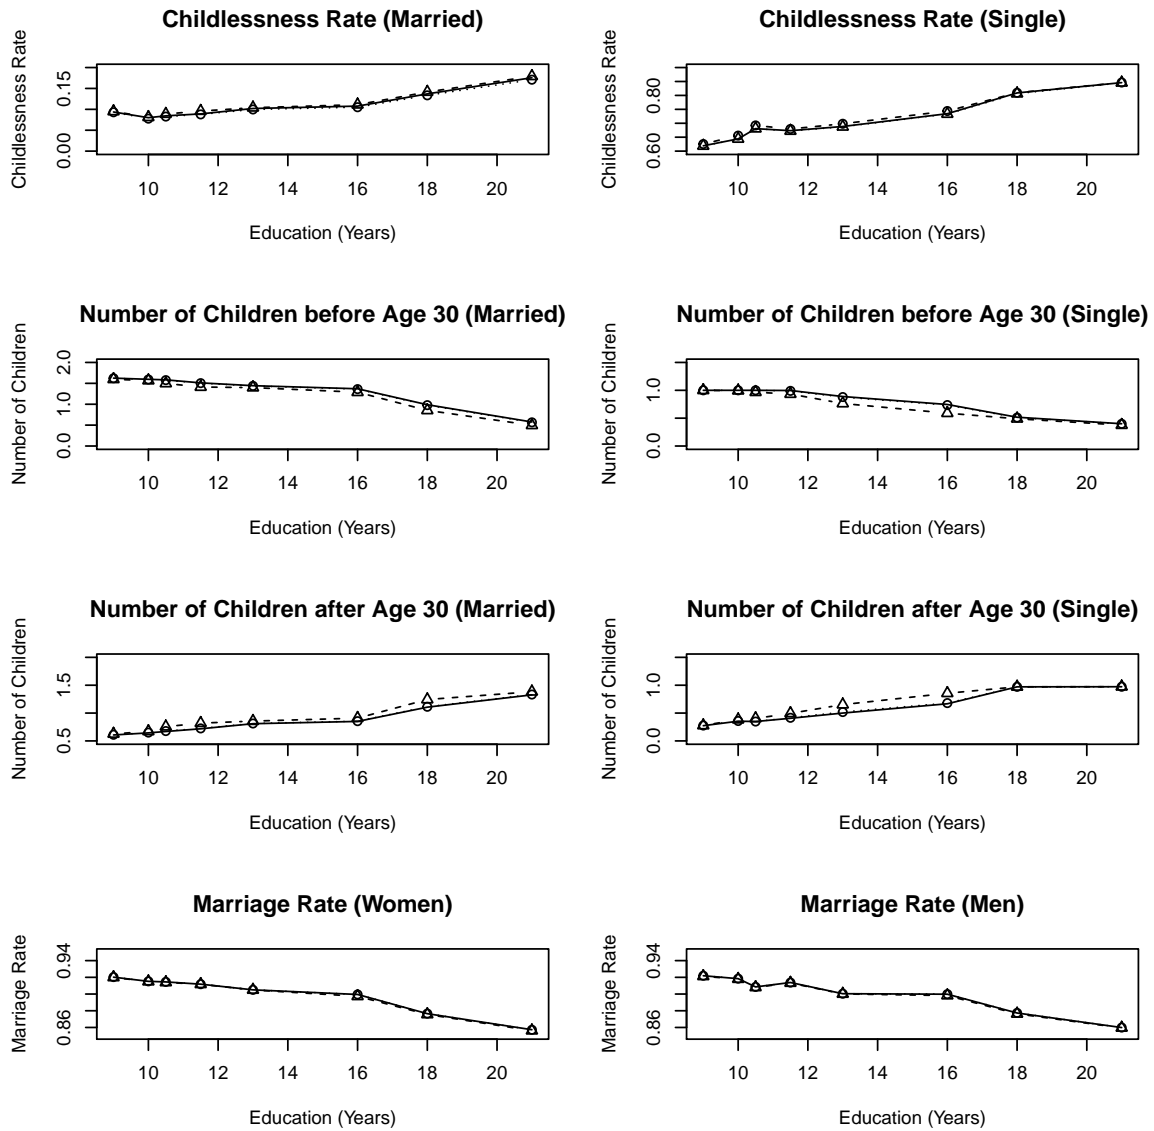 Childlessness Rate (Married)
Childlessness Rate
0.00 0.15
10 12 14 16 18 20
Education (Years)
Childlessness Rate (Single)
Childlessness Rate
0.60 0.80
10 12 14 16 18 20
Education (Years)
Number of Children before Age 30 (Married)
Number of Children
0.0 1.0 2.0
10 12 14 16 18 20
Education (Years)
Number of Children before Age 30 (Single)
Number of Children
0.0 1.0
10 12 14 16 18 20
Education (Years)
Number of Children after Age 30 (Married)
Number of Children
0.5 1.5
10 12 14 16 18 20
Education (Years)
Number of Children after Age 30 (Single)
Number of Children
0.0 1.0
10 12 14 16 18 20
Education (Years)
Marriage Rate (Women)
Marriage Rate
0.86 0.94
10 12 14 16 18 20
Education (Years)
Marriage Rate (Men)
Marriage Rate
0.86 0.94
10 12 14 16 18 20
Education (Years)